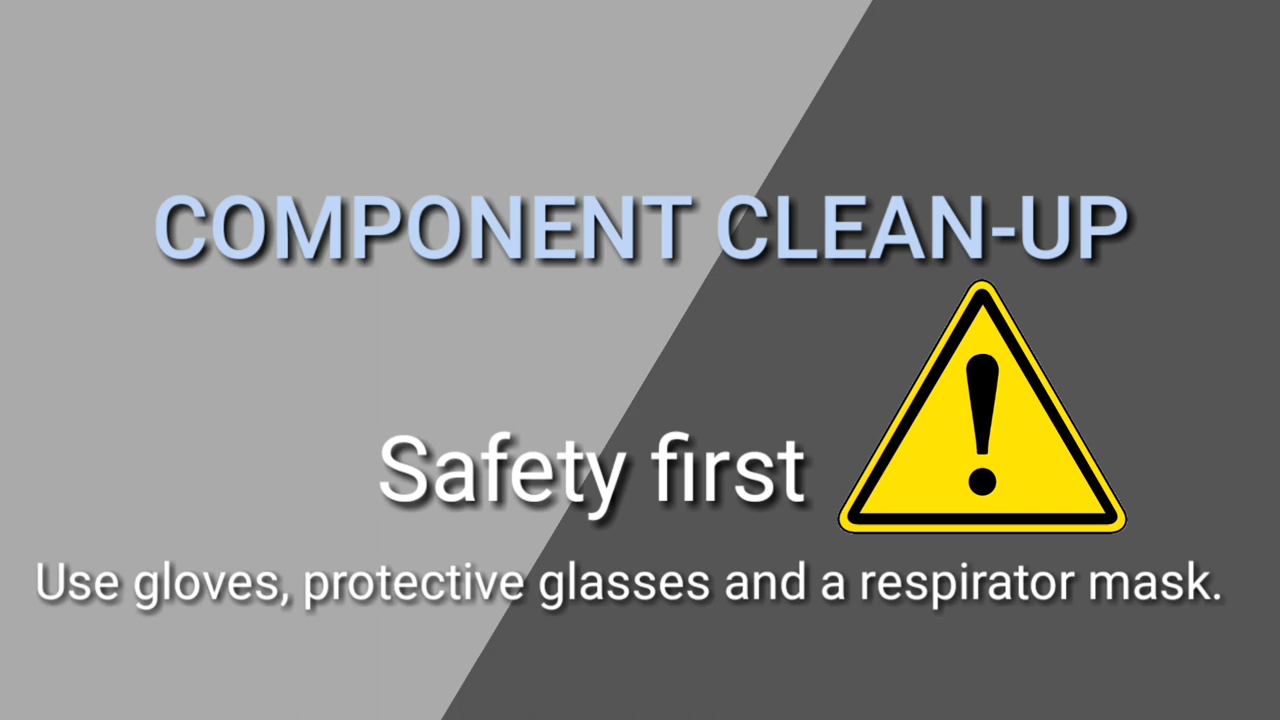 COMPONENT CLEAN-UP
Safety first
Use gloves, protective glasses and a respirator mask.